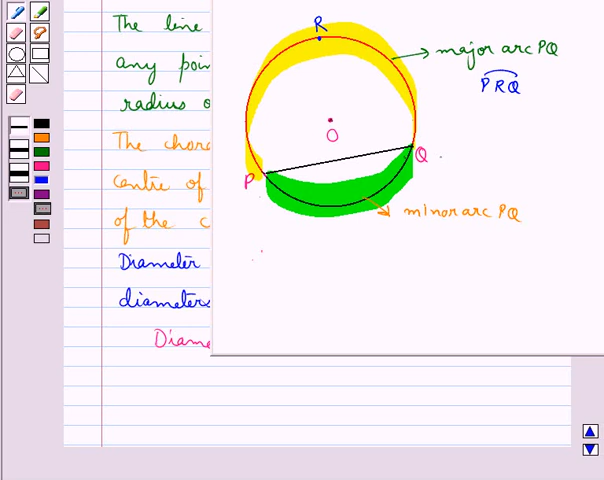 The line
any poin
radius o
The chord
centre of
of the c
Diameter
diameters
Diame
R
major arc PQ
PRQ
O
P
Q
minor arc PQ